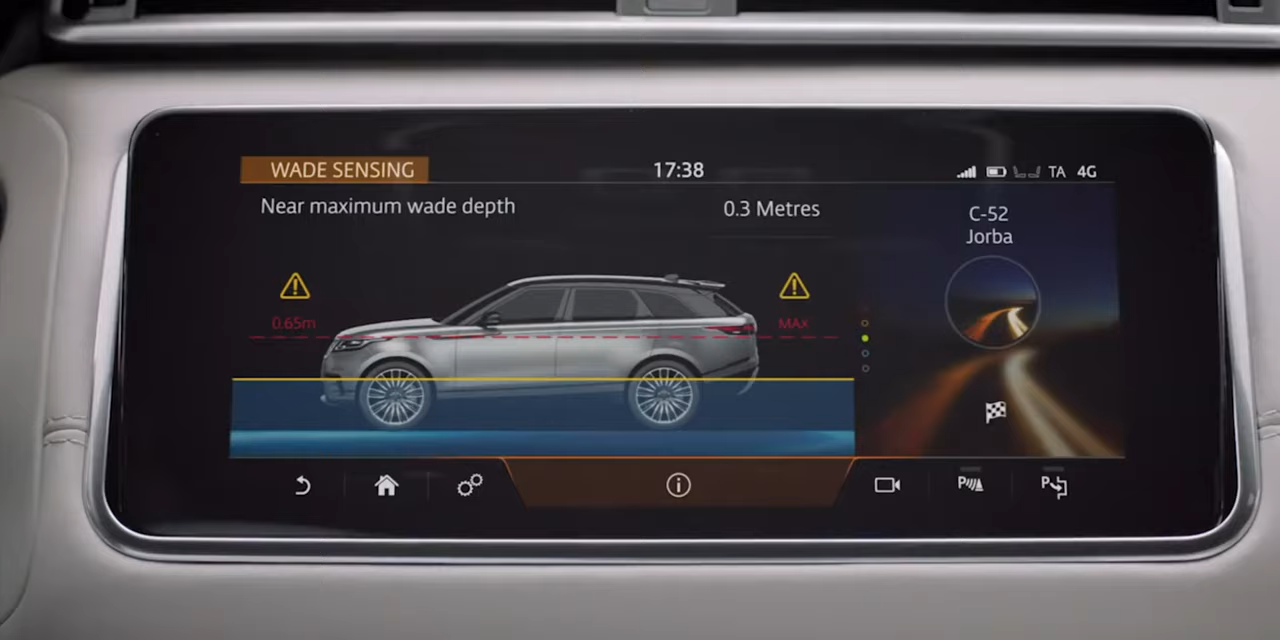 WADE SENSING
17:38
TA 4G
Near maximum wade depth
0.3 Metres
C-52
Jorba
0.65m
MAX
P
P